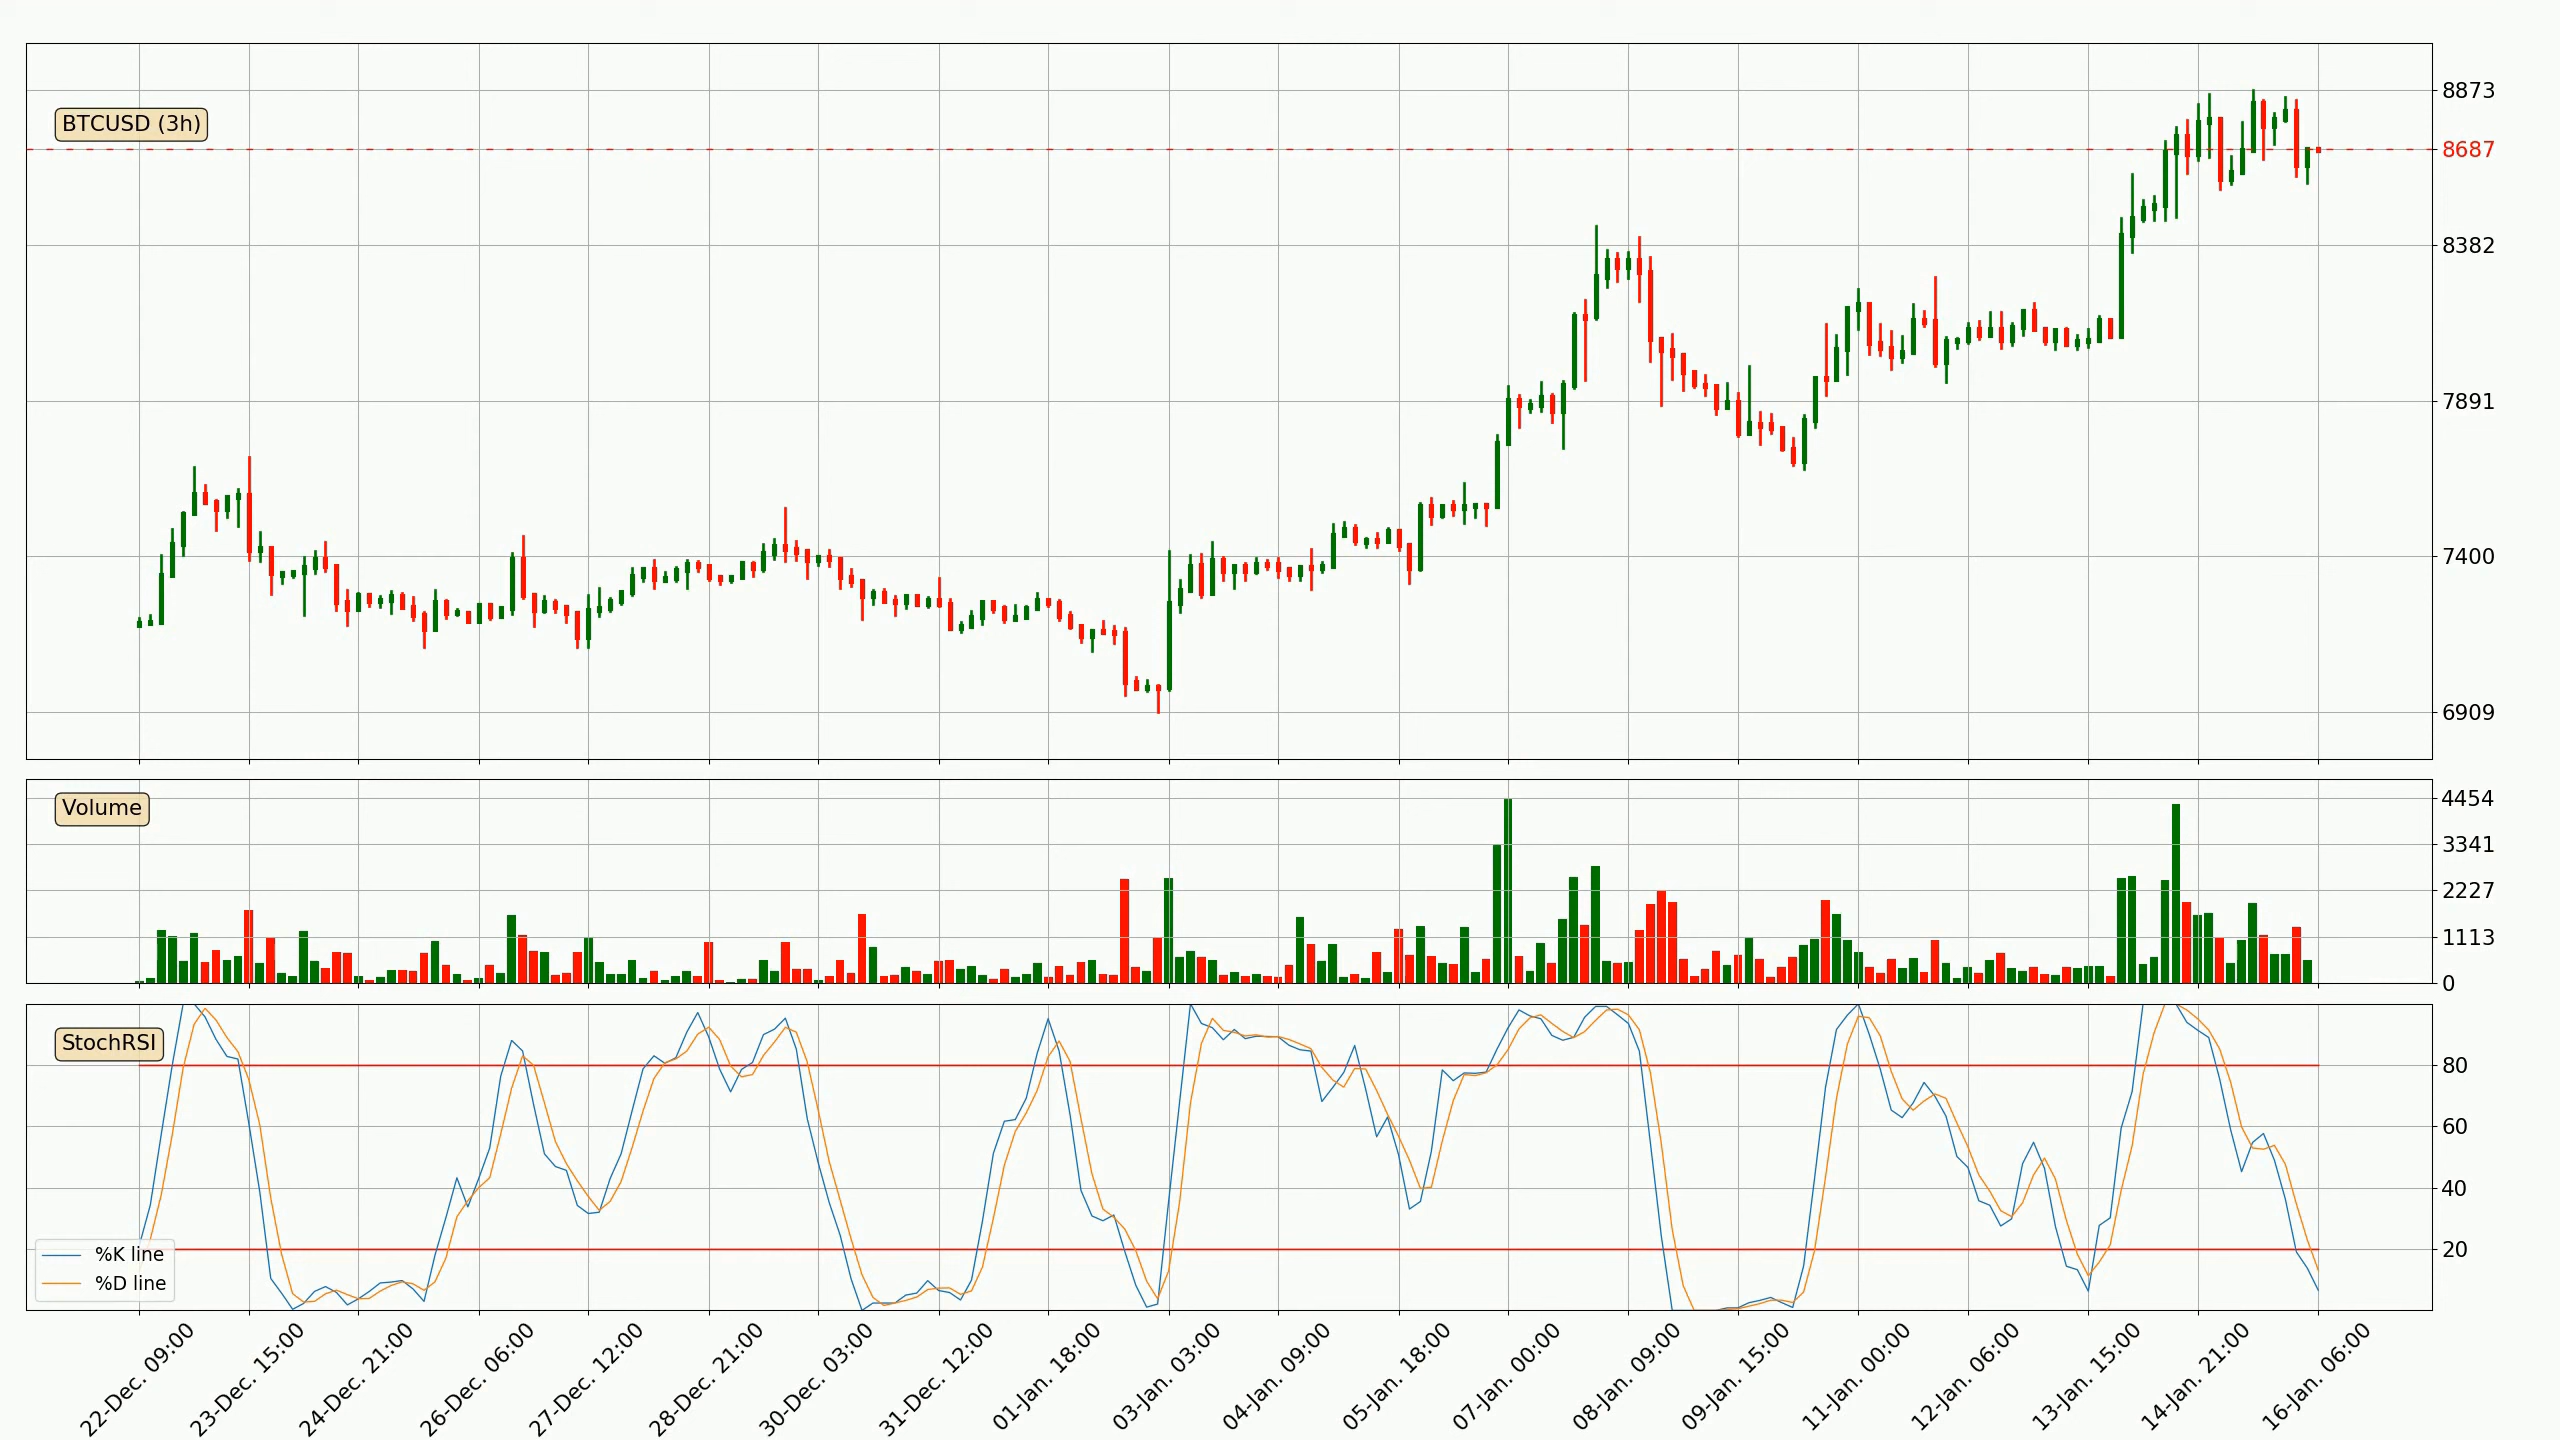 BTCUSD (3h)
8873
8687
8382
7891
7400
6909
Volume
4454
3341
2227
1113
0
StochRSI
80
60
40
20
%K line
%D line
22-Dec. 09:00
23-Dec. 15:00
24-Dec. 21:00
26-Dec. 06:00
27-Dec. 12:00
28-Dec. 21:00
30-Dec. 03:00
31-Dec. 12:00
01-Jan. 18:00
03-Jan. 03:00
04-Jan. 09:00
05-Jan. 18:00
07-Jan. 00:00
08-Jan. 09:00
09-Jan. 15:00
11-Jan. 00:00
12-Jan. 06:00
13-Jan. 15:00
14-Jan. 21:00
16-Jan. 06:00